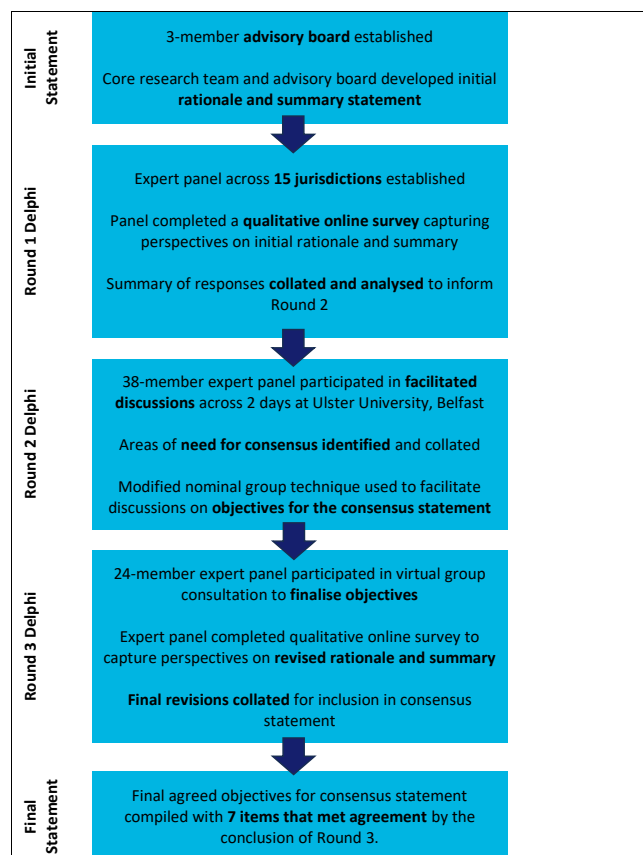 Initial
Statement
3-member advisory board established
Core research team and advisory board developed initial
rationale and summary statement
Round 1 Delphi
Expert panel across 15 jurisdictions established
Panel completed a qualitative online survey capturing
perspectives on initial rationale and summary
Summary of responses collated and analysed to inform
Round 2
Round 2 Delphi
38-member expert panel participated in facilitated
discussions across 2 days at Ulster University, Belfast
Areas of need for consensus identified and collated
Modified nominal group technique used to facilitate
discussions on objectives for the consensus statement
Round 3 Delphi
24-member expert panel participated in virtual group
consultation to finalise objectives
Expert panel completed qualitative online survey to
capture perspectives on revised rationale and summary
Final revisions collated for inclusion in consensus
statement
Final
Statement
Final agreed objectives for consensus statement
compiled with 7 items that met agreement by the
conclusion of Round 3.